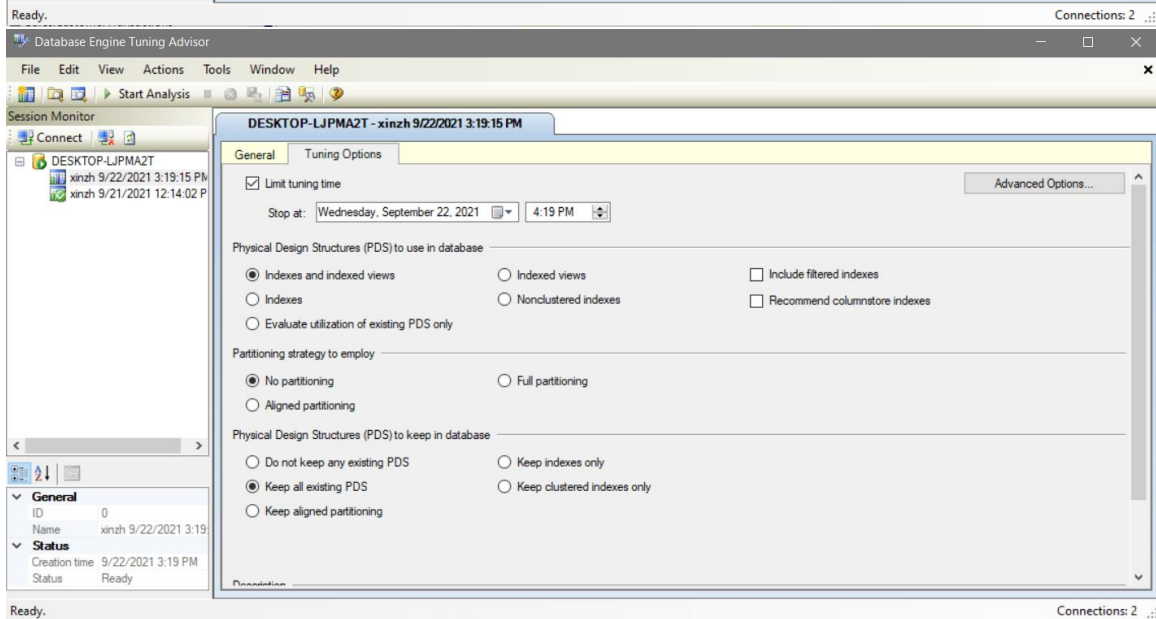 Ready. Connections: 2
Database Engine Tuning Advisor
File Edit View Actions Tools Window Help
Start Analysis
Session Monitor
Connect
DESKTOP-LJPMA2T
xinzh 9/22/2021 3:19:15 PM
xinzh 9/21/2021 12:14:02 P
DESKTOP-LJPMA2T - xinzh 9/22/2021 3:19:15 PM
General Tuning Options
Limit tuning time Advanced Options...
Stop at: Wednesday, September 22, 2021 4:19 PM
Physical Design Structures (PDS) to use in database
Indexes and indexed views Indexed views Include filtered indexes
Indexes Nonclustered indexes Recommend columnstore indexes
Evaluate utilization of existing PDS only
Partitioning strategy to employ
No partitioning Full partitioning
Aligned partitioning
Physical Design Structures (PDS) to keep in database
Do not keep any existing PDS Keep indexes only
Keep all existing PDS Keep clustered indexes only
Keep aligned partitioning
Description
General
ID 0
Name xinzh 9/22/2021 3:19:
Status
Creation time 9/22/2021 3:19 PM
Status Ready
Ready. Connections: 2